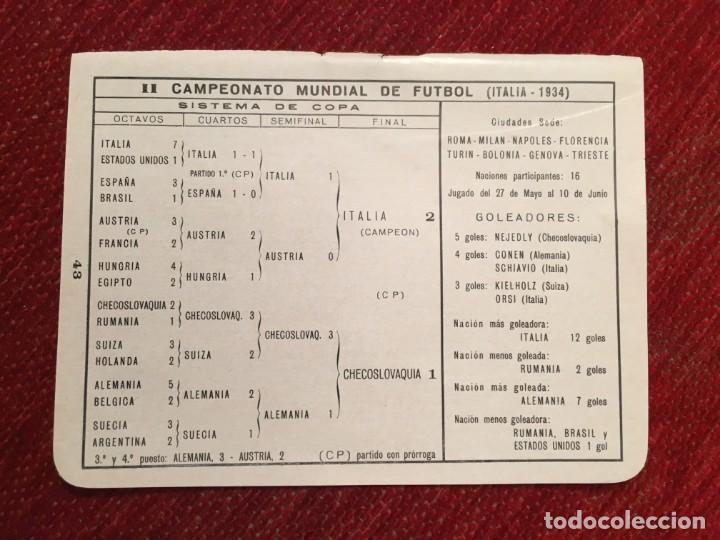 II CAMPEONATO MUNDIAL DE FUTBOL (ITALIA - 1934)
SISTEMA DE COPA
OCTAVOS CUARTOS SEMIFINAL FINAL
ITALIA 7
ESTADOS UNIDOS 1
ESPAÑA 3
BRASIL 1
AUSTRIA 3
(CP)
FRANCIA 2
HUNGRIA 4
EGIPTO 2
CHECOSLOVAQUIA 2
RUMANIA 1
SUIZA 3
HOLANDA 2
ALEMANIA 5
BELGICA 2
SUECIA 3
ARGENTINA 2
ITALIA 1 - 1
PARTIDO 1.º (CP)
ESPAÑA 1 - 0
AUSTRIA 2
HUNGRIA 1
CHECOSLOVAQ. 3
SUIZA 2
ALEMANIA 2
SUECIA 1
ITALIA 1
AUSTRIA 0
CHECOSLOVAQ. 3
ALEMANIA 1
ITALIA 2
(CAMPEON)
(CP)
CHECOSLOVAQUIA 1
3.º y 4.º puesto: ALEMANIA, 3 - AUSTRIA, 2 (CP) partido con prórroga
Ciudades Sede:
ROMA - MILAN - NAPOLES - FLORENCIA
TURIN - BOLONIA - GENOVA - TRIESTE
Naciones participantes: 16
Jugado del 27 de Mayo al 10 de Junio
GOLEADORES:
5 goles: NEJEDLY (Checoeslovaquia)
4 goles: CONEN (Alemania)
SCHIAVIO (Italia)
3 goles: KIELHOLZ (Suiza)
ORSI (Italia)
Nación más goleadora:
ITALIA 12 goles
Nación menos goleada:
RUMANIA 2 goles
Nación más goleada:
ALEMANIA 7 goles
Nación menos goleadora:
RUMANIA, BRASIL y
ESTADOS UNIDOS 1 gol
43
todocoleccion